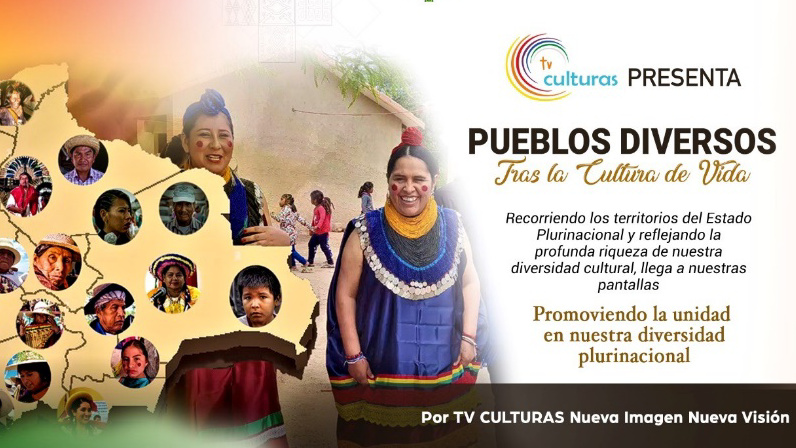 tv
culturas PRESENTA
PUEBLOS DIVERSOS
Tras la Cultura de Vida
Recorriendo los territorios del Estado
Plurinacional y reflejando la
profunda riqueza de nuestra
diversidad cultural, llega a nuestras
pantallas
Promoviendo la unidad
en nuestra diversidad
plurinacional
Por TV CULTURAS Nueva Imagen Nueva Visión